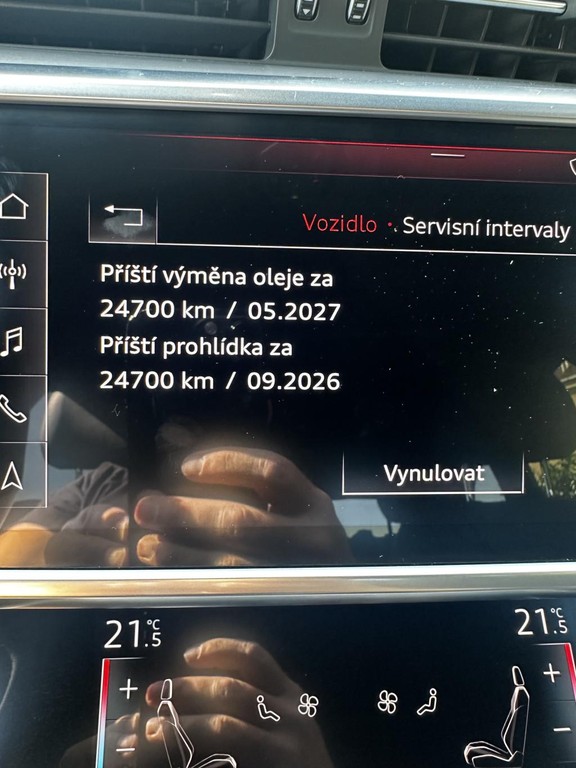 Vozidlo · Servisní intervaly
Příští výměna oleje za
24700 km / 05.2027
Příští prohlídka za
24700 km / 09.2026
Vynulovat
21.5 °C
21.5 °C